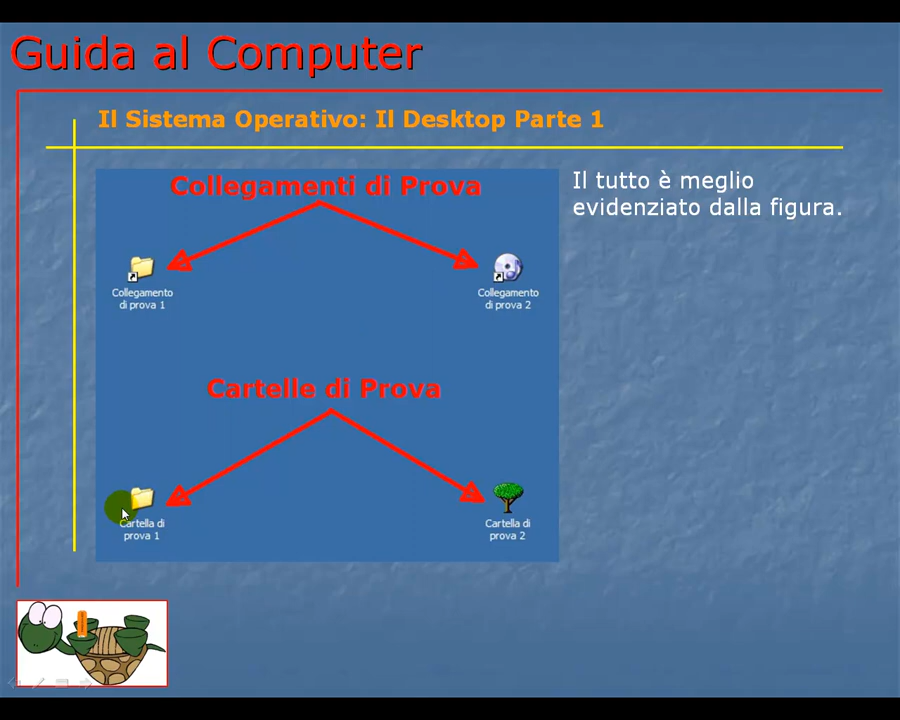 Guida al Computer
Il Sistema Operativo: Il Desktop Parte 1
Collegamenti di Prova
Il tutto è meglio
evidenziato dalla figura.
Collegamento
di prova 1
Collegamento
di prova 2
Cartelle di Prova
Cartella di
prova 1
Cartella di
prova 2